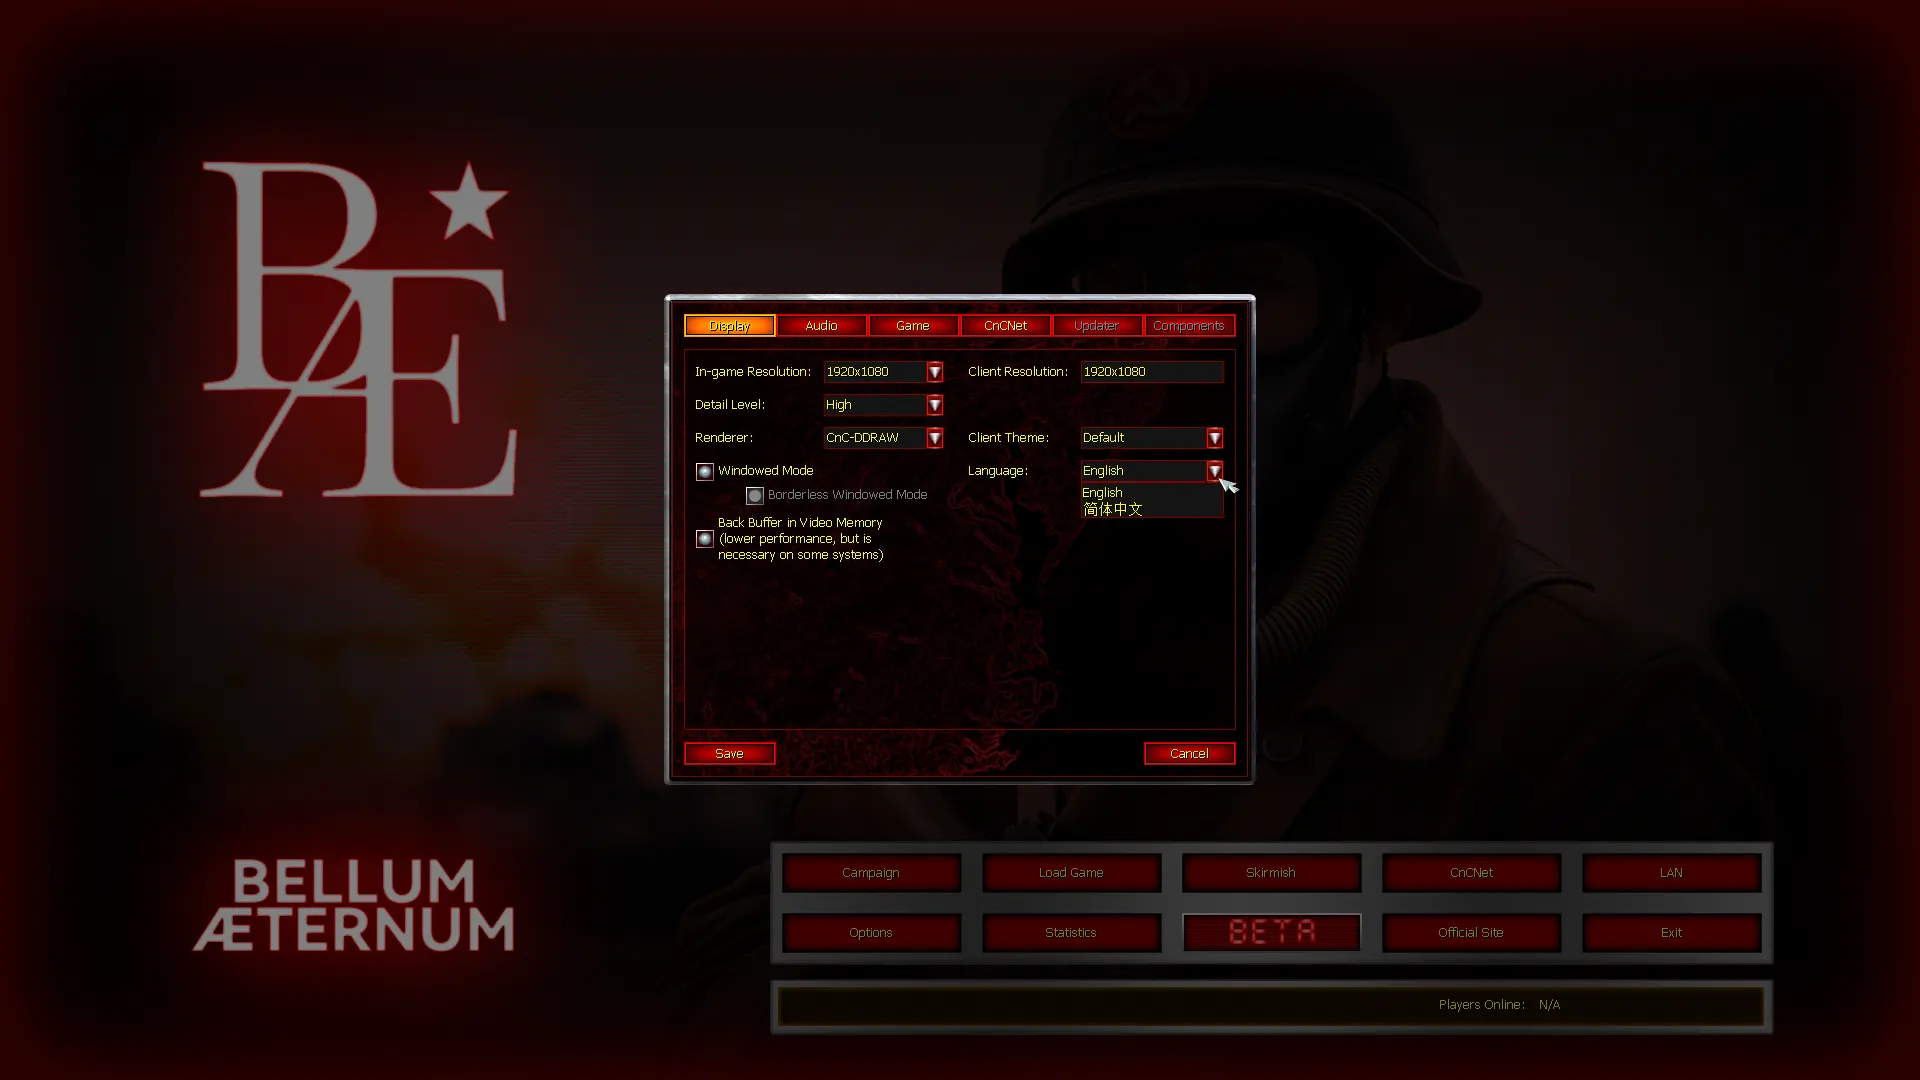 BÆ
Display Audio Game CnCNet Updater Components
In-game Resolution: 1920x1080 Client Resolution: 1920x1080
Detail Level: High
Renderer: CnC-DDRAW Client Theme: Default
Windowed Mode Language: English
Borderless Windowed Mode English
简体中文
Back Buffer in Video Memory
(lower performance, but is
necessary on some systems)
Save Cancel
BELLUM
ÆTERNUM
Campaign Load Game Skirmish CnCNet LAN
Options Statistics BETA Official Site Exit
Players Online: N/A